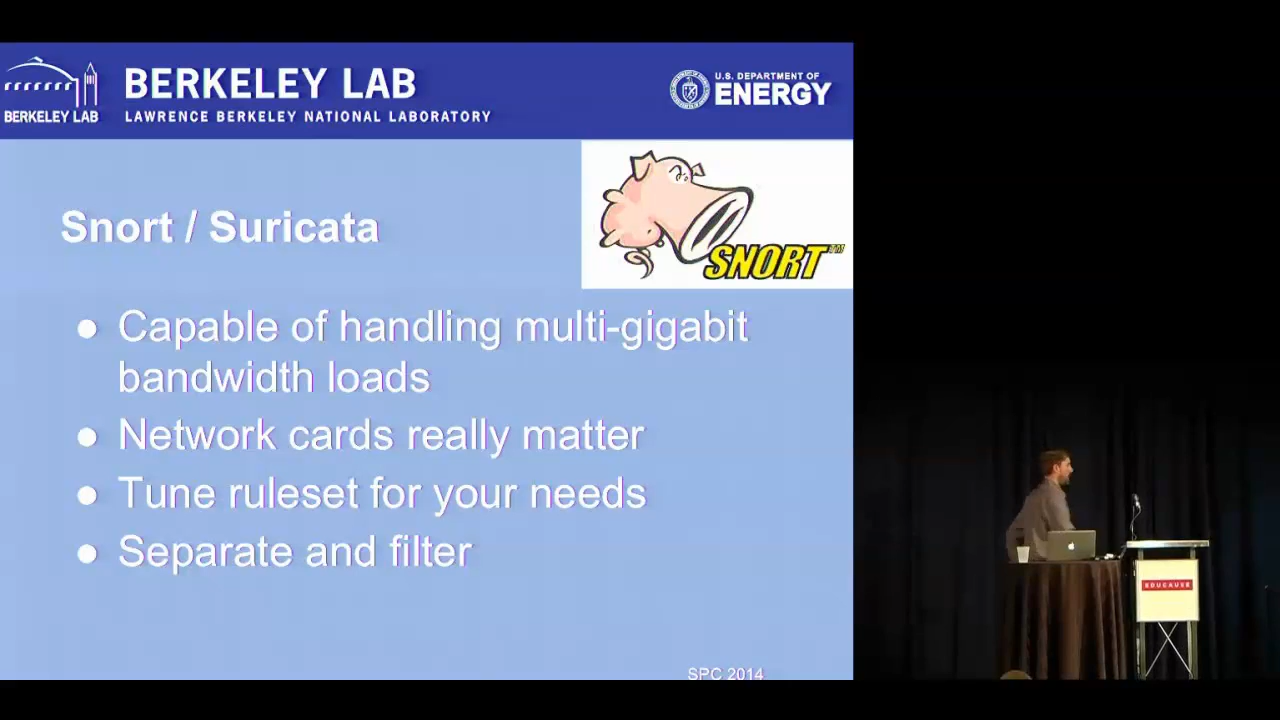 BERKELEY LAB
BERKELEY LAB
LAWRENCE BERKELEY NATIONAL LABORATORY
U.S. DEPARTMENT OF
ENERGY
Snort / Suricata
SNORT™
● Capable of handling multi-gigabit
bandwidth loads
● Network cards really matter
● Tune ruleset for your needs
● Separate and filter
SPC 2014
EDUCAUSE